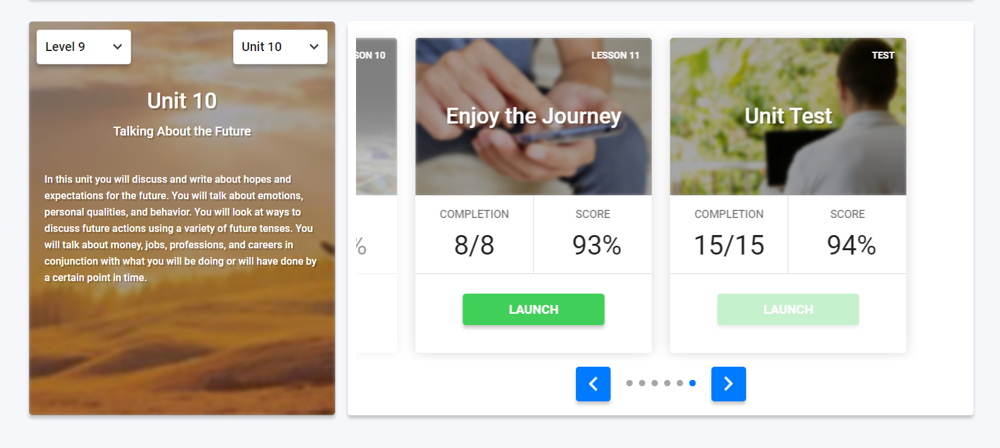 Level 9
Unit 10
Unit 10
Talking About the Future
In this unit you will discuss and write about hopes and
expectations for the future. You will talk about emotions,
personal qualities, and behavior. You will look at ways to
discuss future actions using a variety of future tenses. You
will talk about money, jobs, professions, and careers in
conjunction with what you will be doing or will have done by
a certain point in time.
SON 10
%
LESSON 11
Enjoy the Journey
COMPLETION
SCORE
8/8
93%
LAUNCH
TEST
Unit Test
COMPLETION
SCORE
15/15
94%
LAUNCH